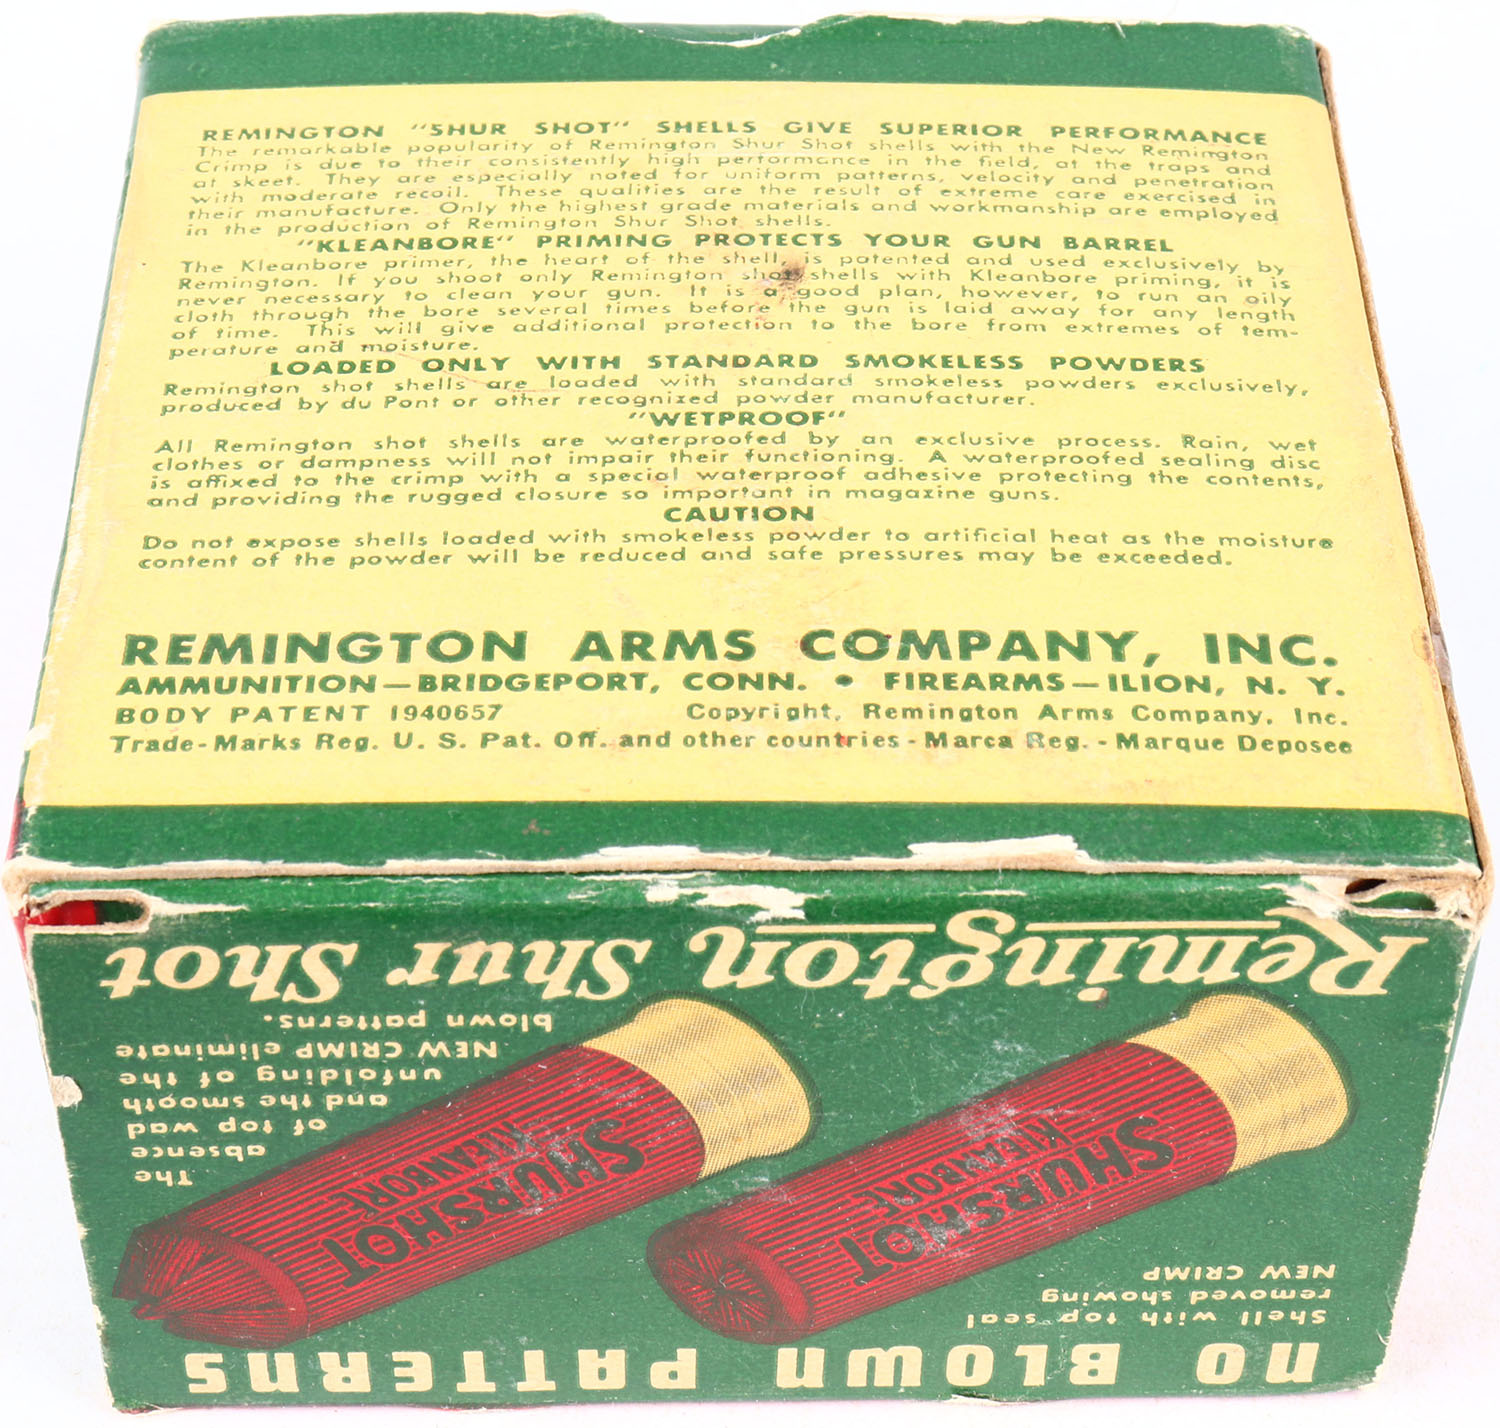 REMINGTON "SHUR SHOT" SHELLS GIVE SUPERIOR PERFORMANCE
The remarkable popularity of Remington Shur Shot shells with the New Remington
Crimp is due to their consistently high performance in the field, at the traps and
at skeet. They are especially noted for uniform patterns, velocity and penetration
with moderate recoil. These qualities are the result of extreme care exercised in
their manufacture. Only the highest grade materials and workmanship are employed
in the production of Remington Shur Shot shells.
"KLEANBORE" PRIMING PROTECTS YOUR GUN BARREL
The Kleanbore primer, the heart of the shell, is patented and used exclusively by
Remington. If you shoot only Remington shot shells with Kleanbore priming, it is
never necessary to clean your gun. It is a good plan, however, to run an oily
cloth through the bore several times before the gun is laid away for any length
of time. This will give additional protection to the bore from extremes of tem-
perature and moisture.
LOADED ONLY WITH STANDARD SMOKELESS POWDERS
Remington shot shells are loaded with standard smokeless powders exclusively,
produced by du Pont or other recognized powder manufacturer.
"WETPROOF"
All Remington shot shells are waterproofed by an exclusive process. Rain, wet
clothes or dampness will not impair their functioning. A waterproofed sealing disc
is affixed to the crimp with a special waterproof adhesive protecting the contents,
and providing the rugged closure so important in magazine guns.
CAUTION
Do not expose shells loaded with smokeless powder to artificial heat as the moisture
content of the powder will be reduced and safe pressures may be exceeded.
REMINGTON ARMS COMPANY, INC.
AMMUNITION—BRIDGEPORT, CONN. • FIREARMS—ILION, N. Y.
BODY PATENT 1940657 Copyright, Remington Arms Company, Inc.
Trade-Marks Reg. U. S. Pat. Off. and other countries - Marca Reg. - Marque Deposee
NO BLOWN PATTERNS
Shell with top seal
removed showing
NEW CRIMP
SHURSHOT
KLEANBORE
SHURSHOT
KLEANBORE
The
absence
of top wad
and the smooth
unfolding of the
NEW CRIMP eliminate
blown patterns.
Remington Shur Shot